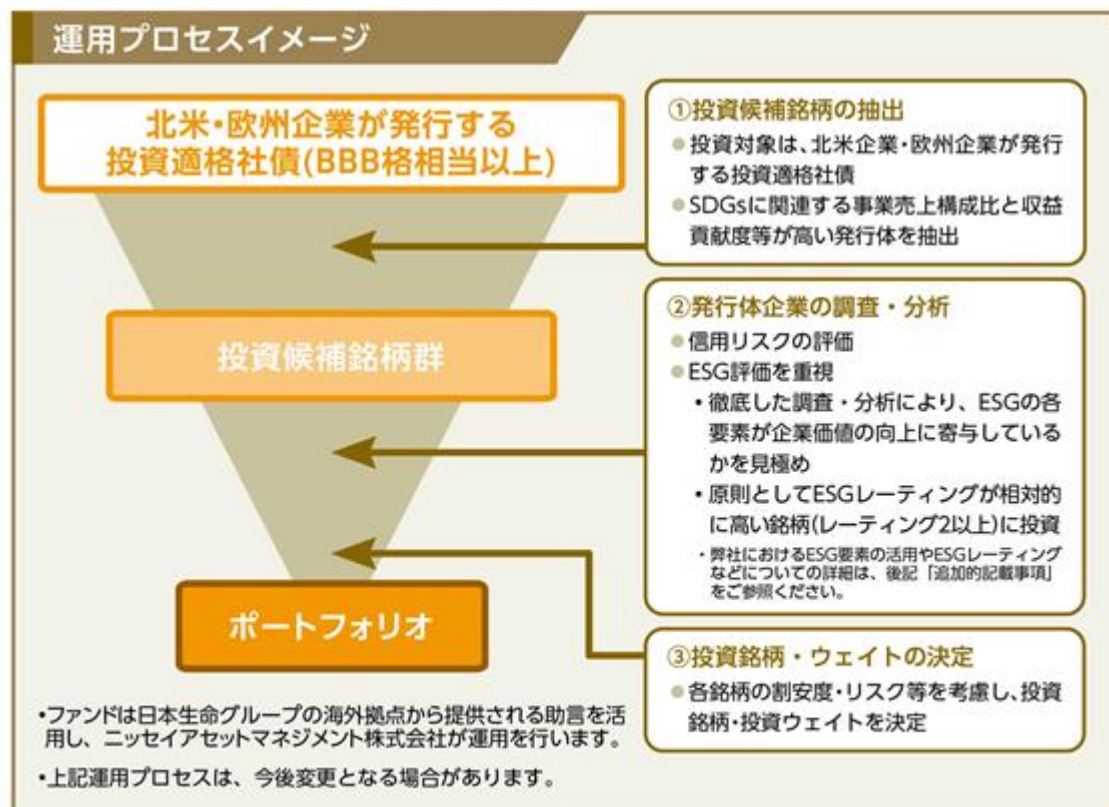 運用プロセスイメージ
北米・欧州企業が発行する
投資適格社債(BBB格相当以上)
投資候補銘柄群
ポートフォリオ
①投資候補銘柄の抽出
●投資対象は、北米企業・欧州企業が発行
する投資適格社債
●SDGsに関連する事業売上構成比と収益
貢献度等が高い発行体を抽出
②発行体企業の調査・分析
●信用リスクの評価
●ESG評価を重視
・徹底した調査・分析により、ESGの各
要素が企業価値の向上に寄与している
かを見極め
・原則としてESGレーティングが相対的
に高い銘柄(レーティング2以上)に投資
・弊社におけるESG要素の活用やESGレーティング
などについての詳細は、後記「追加的記載事項」
をご参照ください。
③投資銘柄・ウェイトの決定
●各銘柄の割安度・リスク等を考慮し、投資
銘柄・投資ウェイトを決定
・ファンドは日本生命グループの海外拠点から提供される助言を活
用し、ニッセイアセットマネジメント株式会社が運用を行います。
・上記運用プロセスは、今後変更となる場合があります。